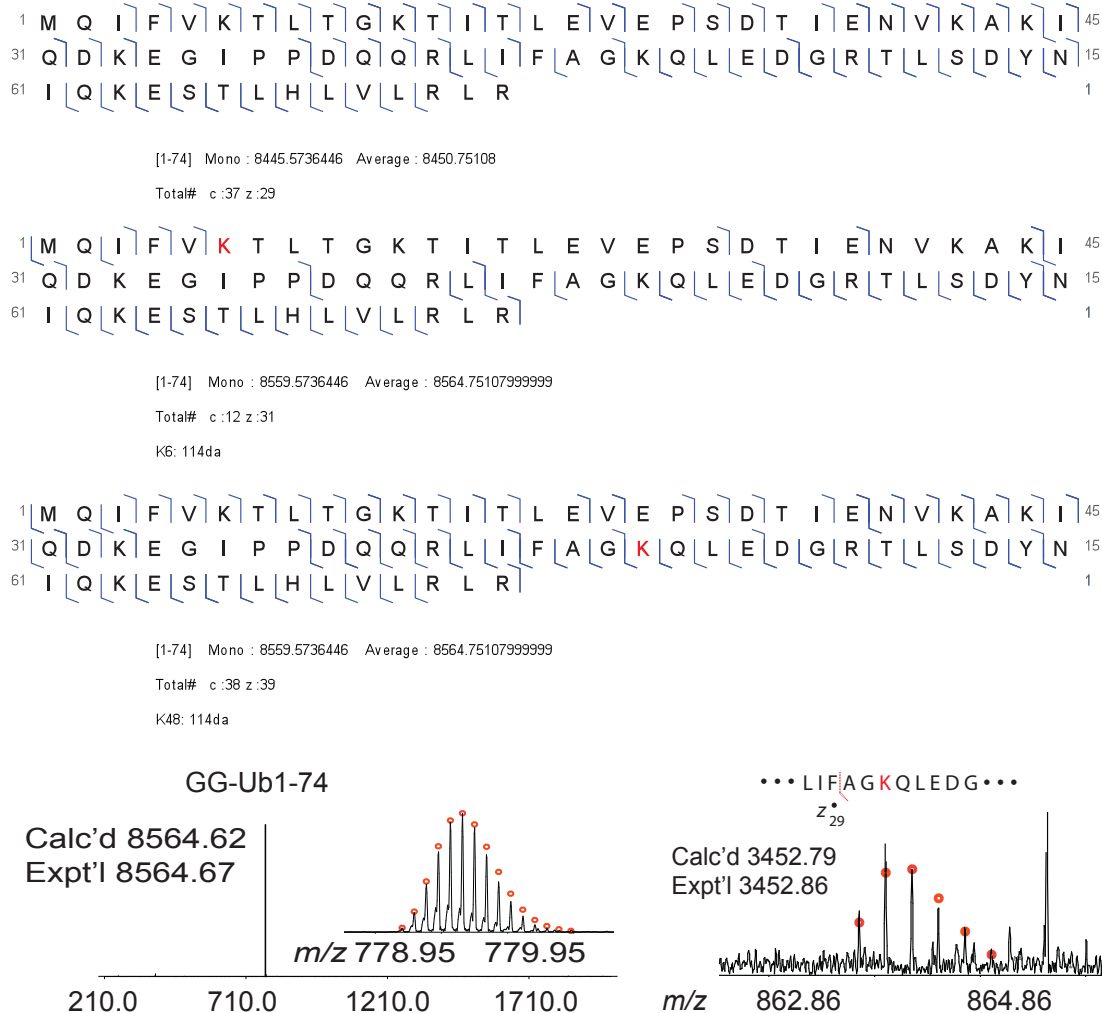 1 M Q I F V K T L T G K T I T L E V E P S D T I E N V K A K I 45
31 Q D K E G I P P D Q Q R L I F A G K Q L E D G R T L S D Y N 15
61 I Q K E S T L H L V L R L R 1
[1-74] Mono : 8445.5736446 Average : 8450.75108
Total# c :37 z :29
1 M Q I F V K T L T G K T I T L E V E P S D T I E N V K A K I 45
31 Q D K E G I P P D Q Q R L I F A G K Q L E D G R T L S D Y N 15
61 I Q K E S T L H L V L R L R 1
[1-74] Mono : 8559.5736446 Average : 8564.75107999999
Total# c :12 z :31
K6: 114da
1 M Q I F V K T L T G K T I T L E V E P S D T I E N V K A K I 45
31 Q D K E G I P P D Q Q R L I F A G K Q L E D G R T L S D Y N 15
61 I Q K E S T L H L V L R L R 1
[1-74] Mono : 8559.5736446 Average : 8564.75107999999
Total# c :38 z :39
K48: 114da
GG-Ub1-74
Calc'd 8564.62
Expt'l 8564.67
m/z 778.95 779.95
210.0 710.0 1210.0 1710.0
• • • L I F A G K Q L E D G • • •
z•29
Calc'd 3452.79
Expt'l 3452.86
m/z 862.86 864.86